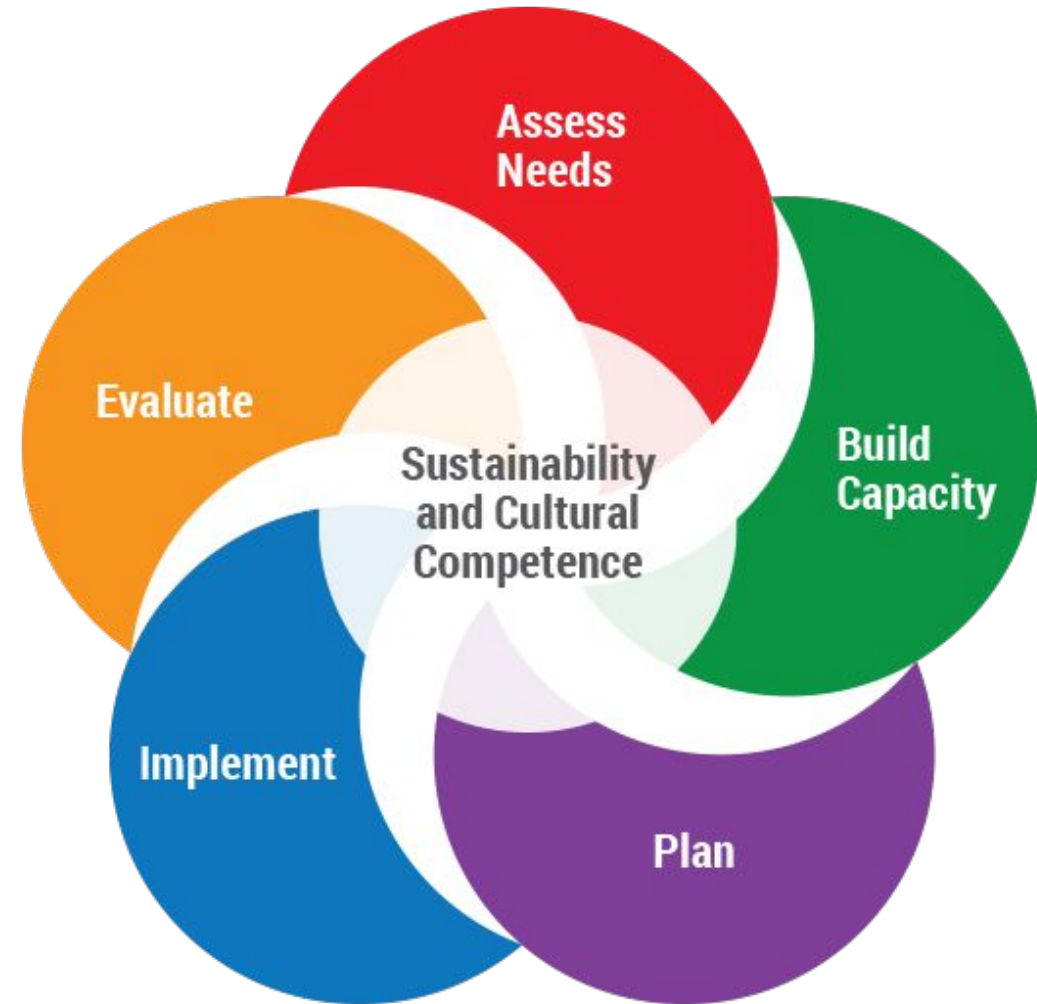 Assess
Needs
Build
Capacity
Plan
Implement
Evaluate
Sustainability
and Cultural
Competence